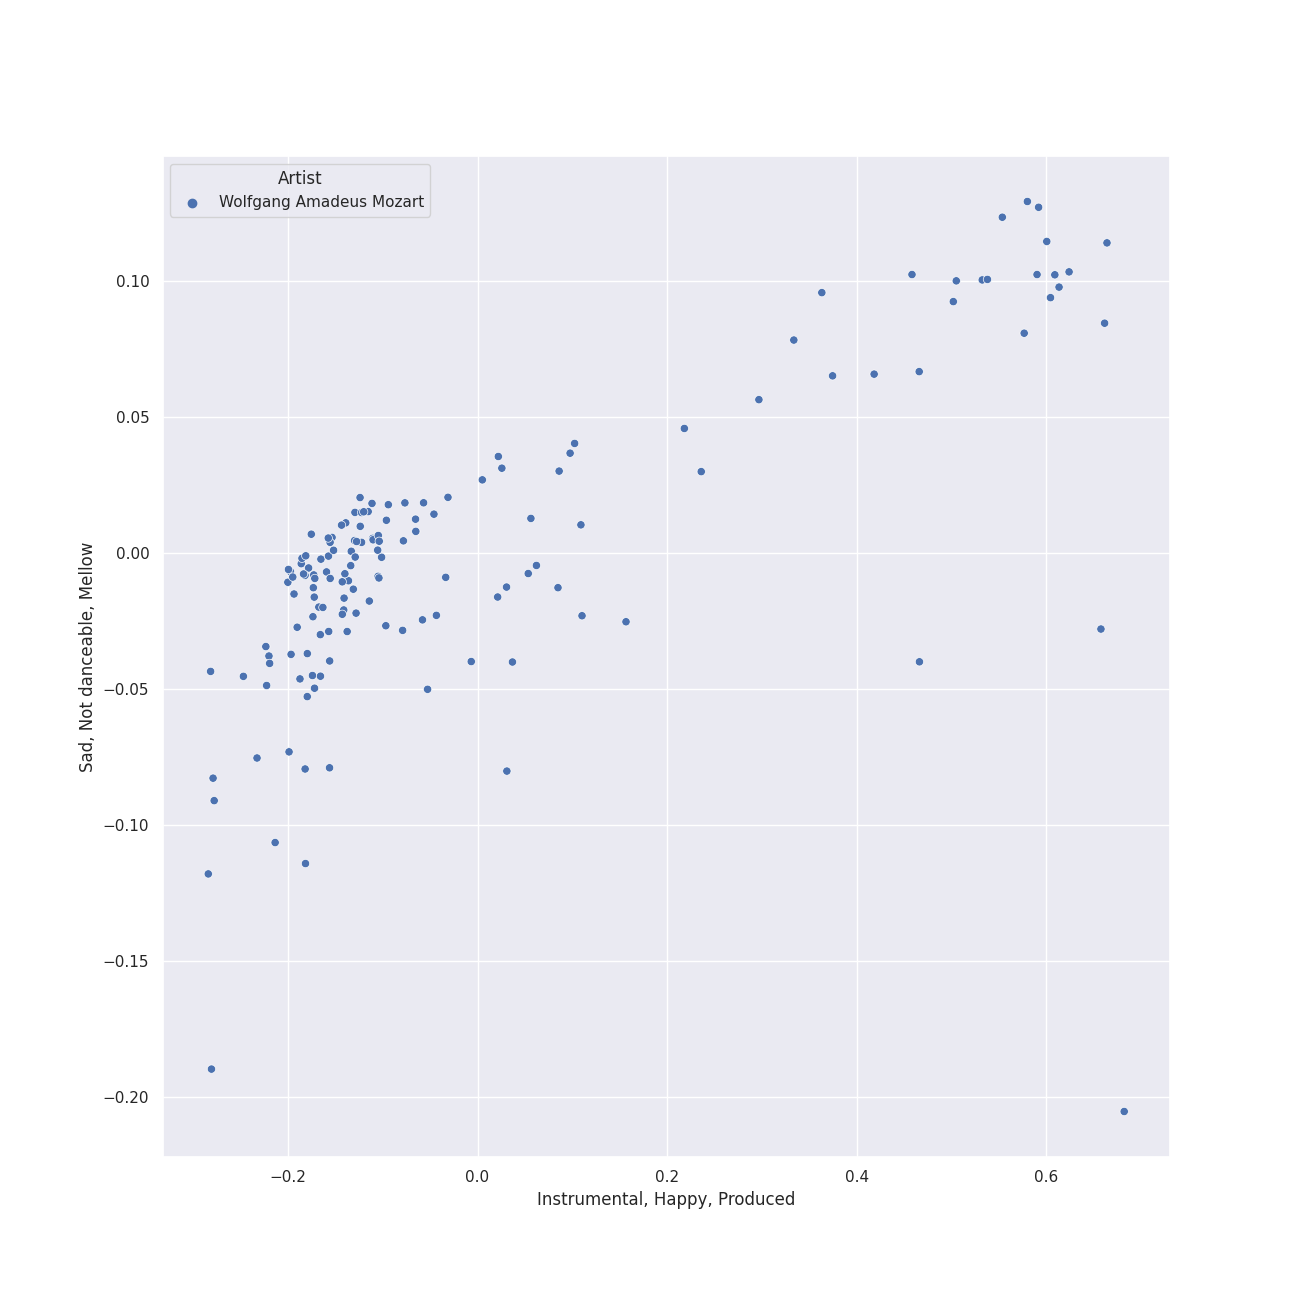 Artist
Wolfgang Amadeus Mozart
0.10
0.05
0.00
−0.05
−0.10
−0.15
−0.20
Sad, Not danceable, Mellow
−0.2 0.0 0.2 0.4 0.6
Instrumental, Happy, Produced